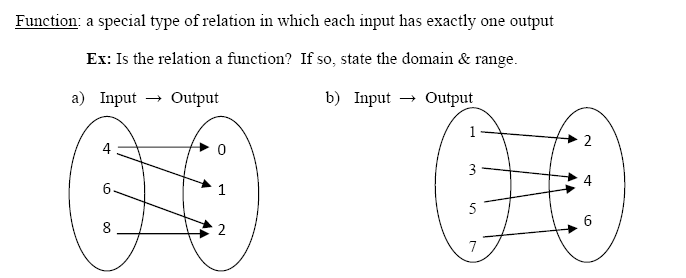 Function: a special type of relation in which each input has exactly one output
Ex: Is the relation a function? If so, state the domain & range.
a) Input → Output
4 0
6 1
8 2
b) Input → Output
1 2
3 4
5 6
7